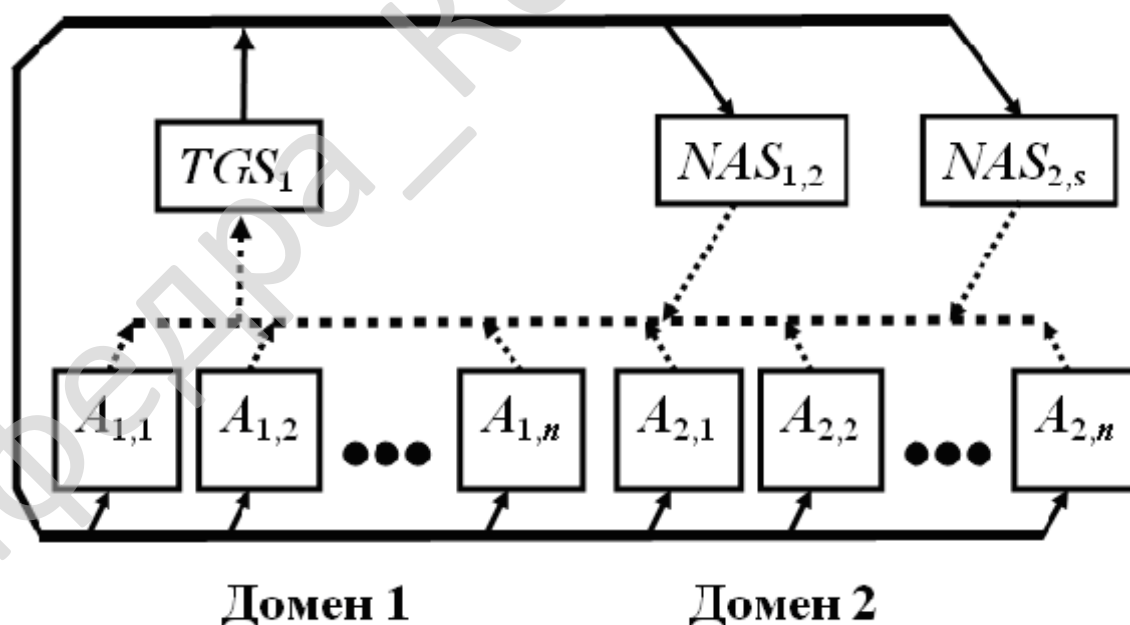 TGS₁ NAS₁,₂ NAS₂,s
A₁,₁ A₁,₂ ●●● A₁,n A₂,₁ A₂,₂ ●●● A₂,n
Домен 1 Домен 2